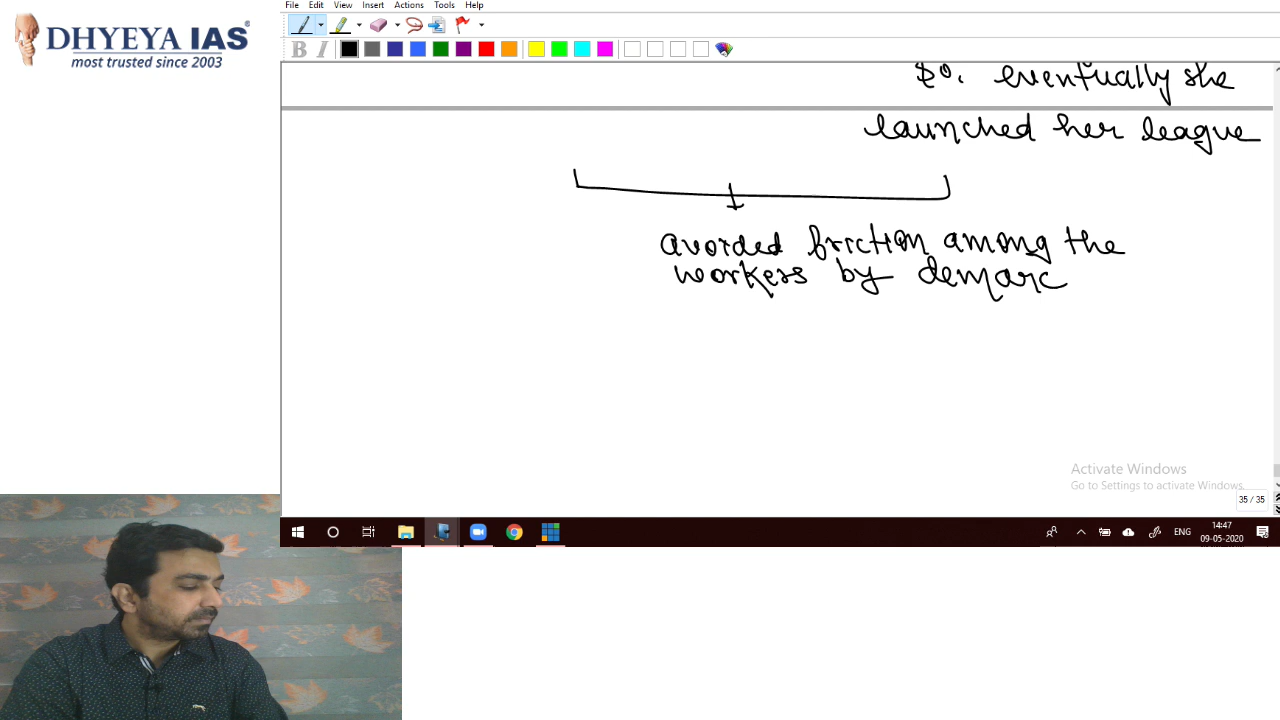 DHYEYA IAS®
most trusted since 2003
File Edit View Insert Actions Tools Help
B I
so. eventually she
launched her league
avoided friction among the
workers by demarc
Activate Windows
Go to Settings to activate Windows.
35 / 35
ENG
14:47
09-05-2020